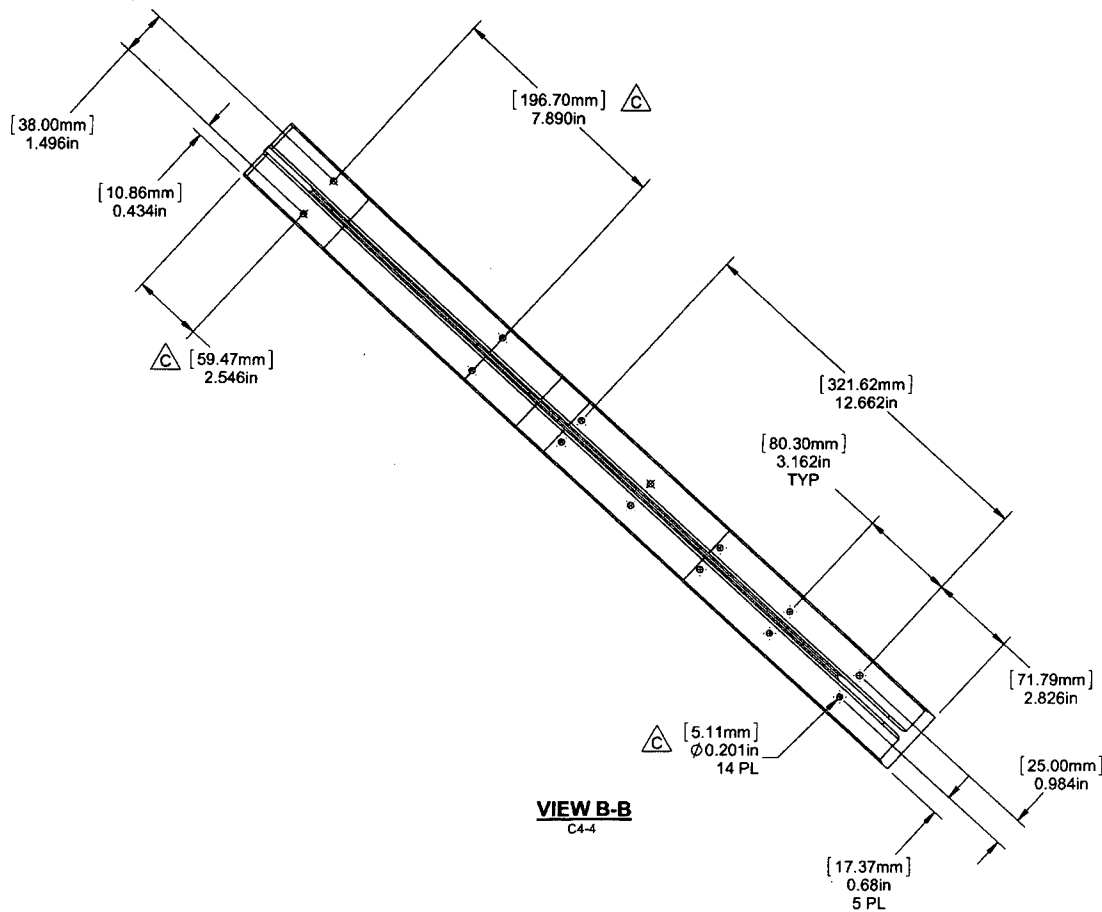 [38.00mm]
1.496in
[196.70mm] C
7.890in
[10.86mm]
0.434in
C [59.47mm]
2.546in
[321.62mm]
12.662in
[80.30mm]
3.162in
TYP
[71.79mm]
2.826in
C [5.11mm]
Ø0.201in
14 PL
[25.00mm]
0.984in
VIEW B-B
C4-4
[17.37mm]
0.68in
5 PL